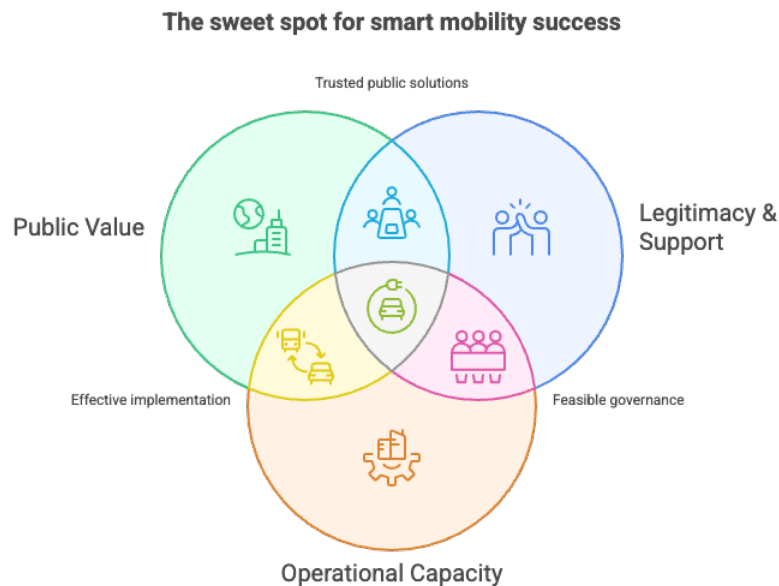 The sweet spot for smart mobility success
Trusted public solutions
Public Value
Legitimacy &
Support
Effective implementation
Feasible governance
Operational Capacity